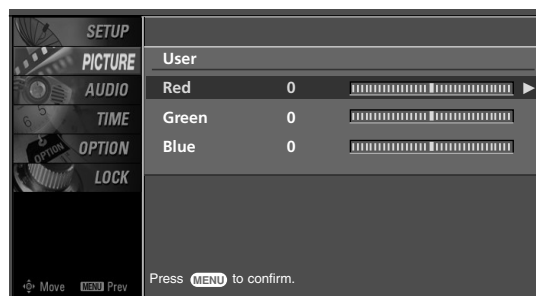 SETUP
PICTURE
AUDIO
TIME
OPTION
LOCK
Move MENU Prev
User
Red 0
Green 0
Blue 0
Press MENU to confirm.